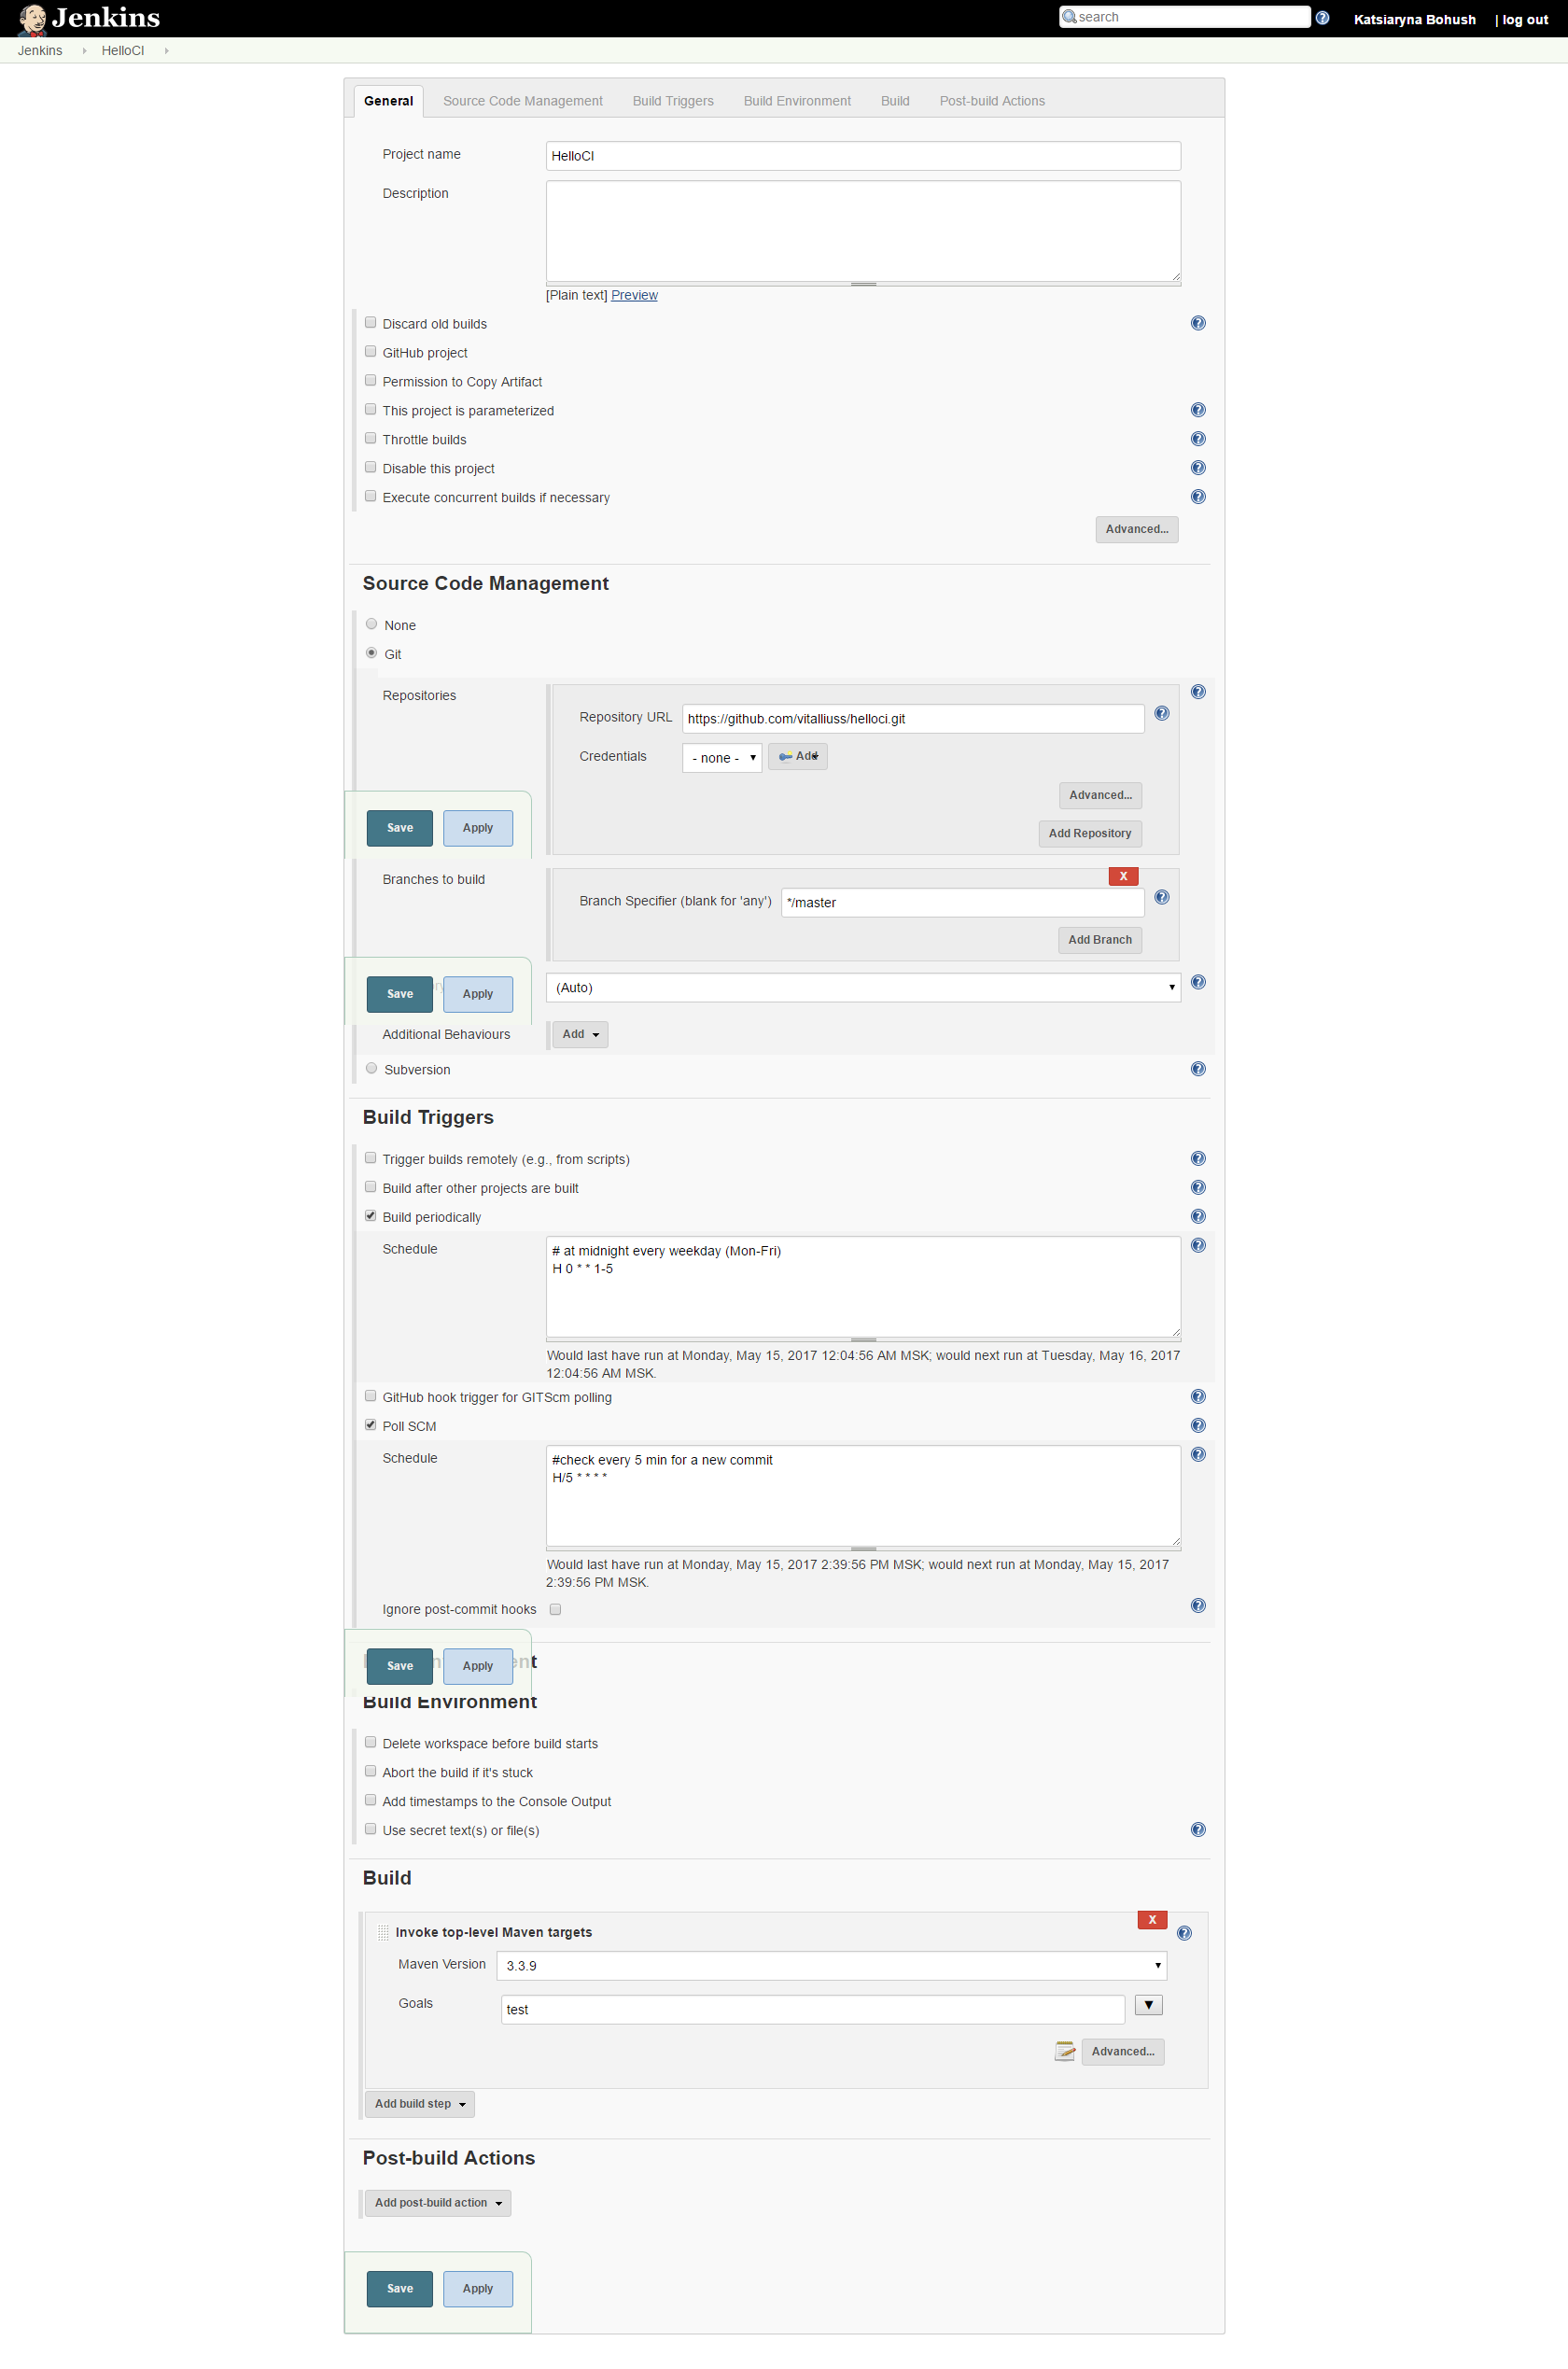 Jenkins
search
Katsiaryna Bohush
| log out
Jenkins
HelloCI
General
Source Code Management
Build Triggers
Build Environment
Build
Post-build Actions
Project name
HelloCI
Description
[Plain text] Preview
Discard old builds
GitHub project
Permission to Copy Artifact
This project is parameterized
Throttle builds
Disable this project
Execute concurrent builds if necessary
Advanced...
Source Code Management
None
Git
Repositories
Repository URL
https://github.com/vitalliuss/helloci.git
Credentials
- none -
Add
Advanced...
Save
Apply
Add Repository
Branches to build
X
Branch Specifier (blank for 'any')
*/master
Add Branch
Save
Apply
(Auto)
Additional Behaviours
Add
Subversion
Build Triggers
Trigger builds remotely (e.g., from scripts)
Build after other projects are built
Build periodically
Schedule
# at midnight every weekday (Mon-Fri)
H 0 * * 1-5
Would last have run at Monday, May 15, 2017 12:04:56 AM MSK; would next run at Tuesday, May 16, 2017
12:04:56 AM MSK.
GitHub hook trigger for GITScm polling
Poll SCM
Schedule
#check every 5 min for a new commit
H/5 * * * *
Would last have run at Monday, May 15, 2017 2:39:56 PM MSK; would next run at Monday, May 15, 2017
2:39:56 PM MSK.
Ignore post-commit hooks
Save
Apply
Build Environment
Delete workspace before build starts
Abort the build if it's stuck
Add timestamps to the Console Output
Use secret text(s) or file(s)
Build
X
Invoke top-level Maven targets
Maven Version
3.3.9
Goals
test
Advanced...
Add build step
Post-build Actions
Add post-build action
Save
Apply